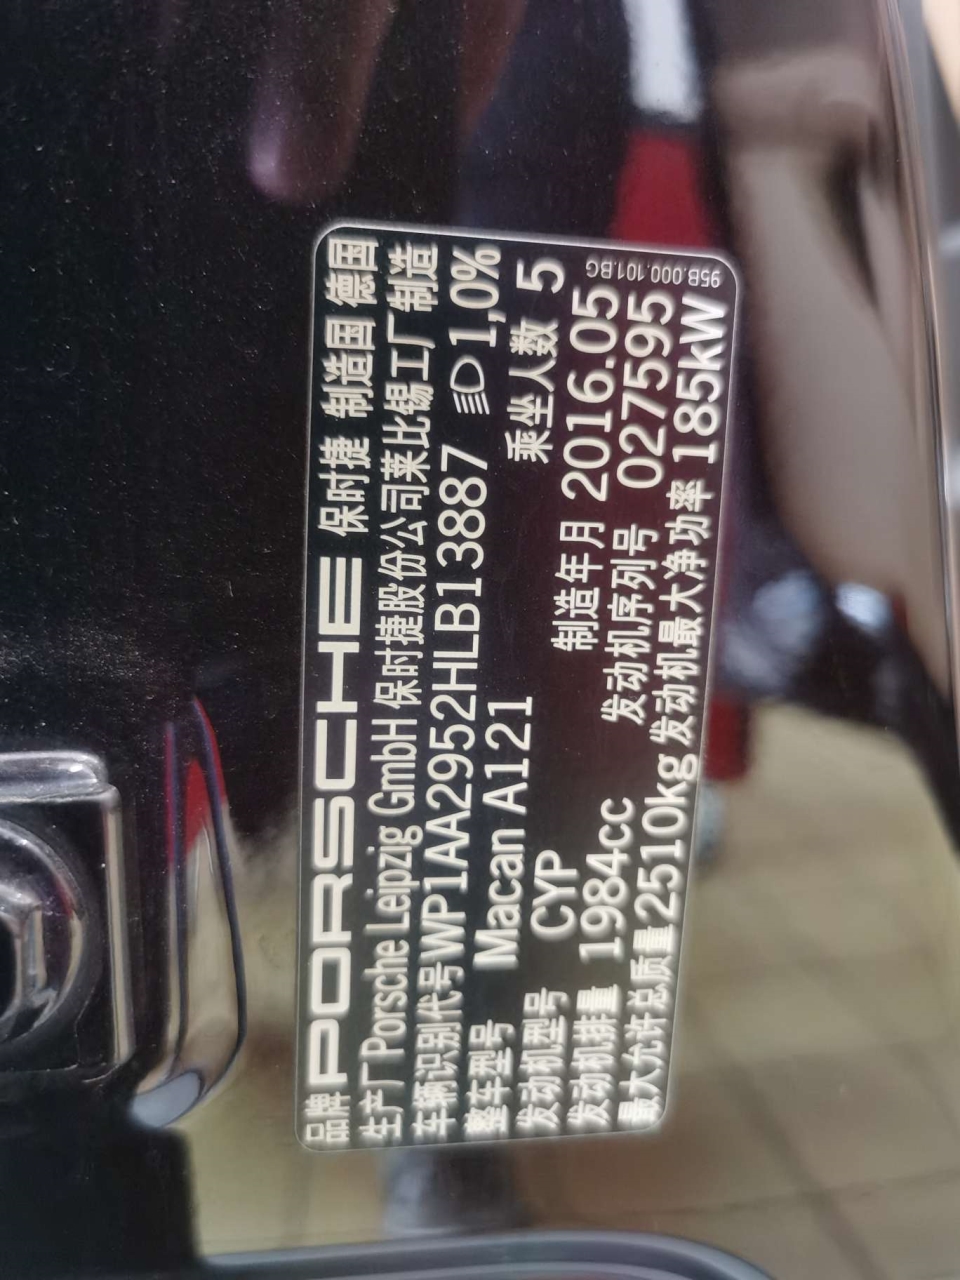 品牌 PORSCHE 保时捷 制造国 德国
生产厂 Porsche Leipzig GmbH 保时捷股份公司莱比锡工厂制造
车辆识别代号 WP1AA2952HLB13887 1,0%
整车型号 Macan A121 乘坐人数 5
发动机型号 CYP 制造年月 2016.05
发动机排量 1984cc 发动机序列号 027595
最大允许总质量 2510kg 发动机最大净功率 185kW
95B.000.101.BG